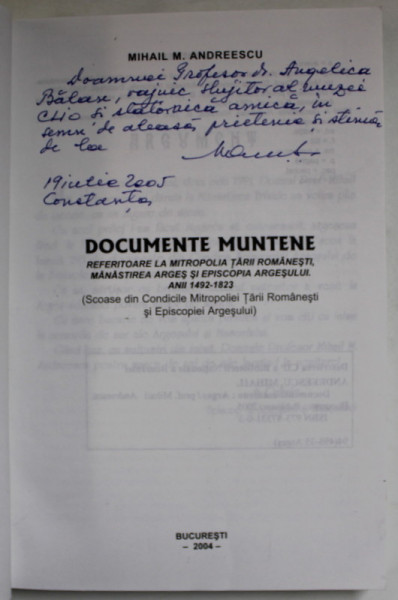 MIHAIL M. ANDREESCU
Doamnei Profesor dr. Angelica
Bălan, vajnic slujitor al muzei
Clio și statornică amică, în
semn de aleasă prietenie și stimă
de la
19 iulie 2005
Constanța
DOCUMENTE MUNTENE
REFERITOARE LA MITROPOLIA ȚĂRII ROMÂNEȘTI,
MÂNĂSTIREA ARGEȘ ȘI EPISCOPIA ARGEȘULUI.
ANII 1492-1823
(Scoase din Condicile Mitropoliei Țării Românești
și Episcopiei Argeșului)
BUCUREȘTI
– 2004 –